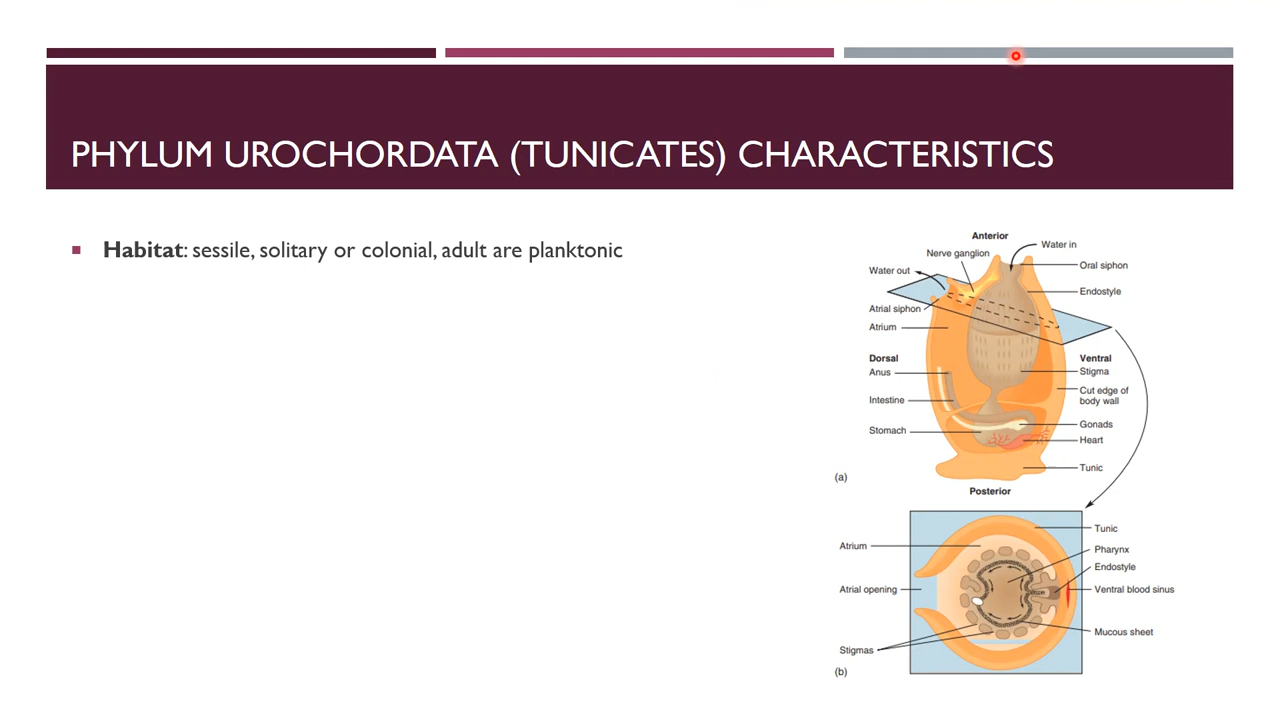 PHYLUM UROCHORDATA (TUNICATES) CHARACTERISTICS
Habitat: sessile, solitary or colonial, adult are planktonic
Anterior
Water in
Nerve ganglion
Oral siphon
Water out
Endostyle
Atrial siphon
Atrium
Dorsal
Ventral
Anus
Stigma
Cut edge of
body wall
Intestine
Gonads
Stomach
Heart
Tunic
(a)
Posterior
Tunic
Atrium
Pharynx
Endostyle
Atrial opening
Ventral blood sinus
Mucous sheet
Stigmas
(b)